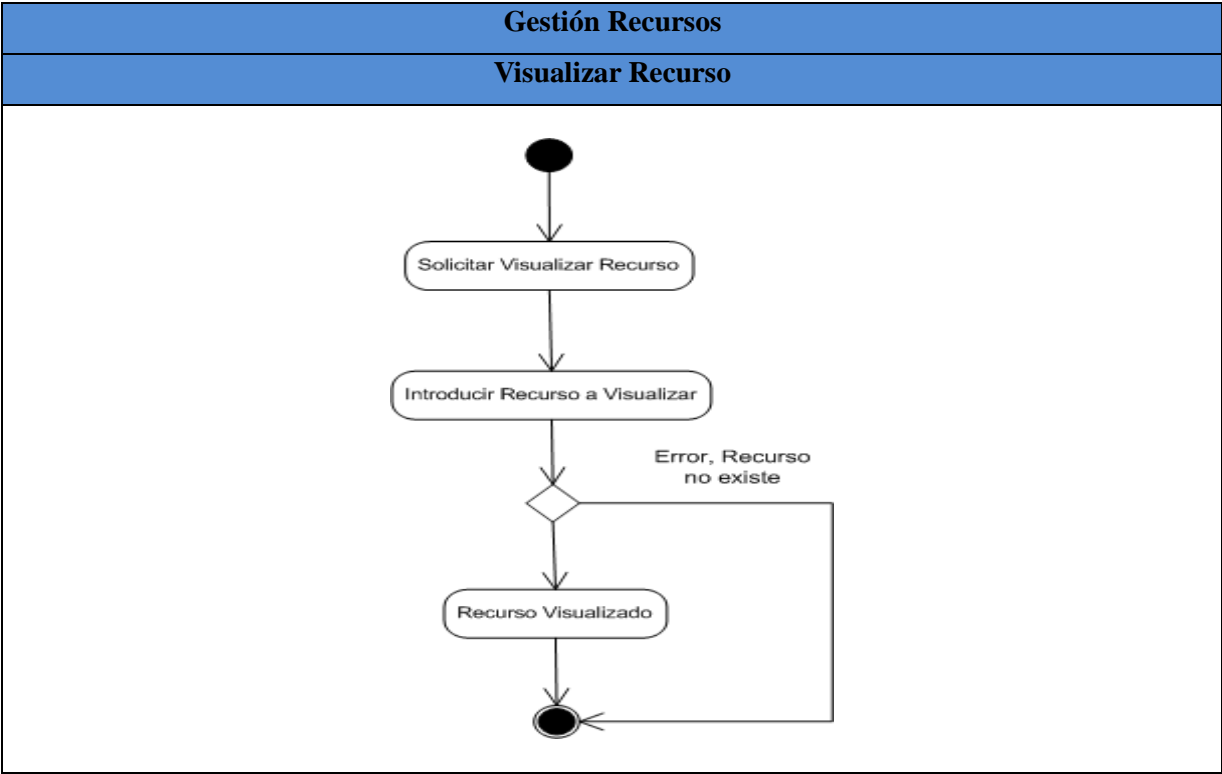 Gestión Recursos
Visualizar Recurso
Solicitar Visualizar Recurso
Introducir Recurso a Visualizar
Error, Recurso
no existe
Recurso Visualizado